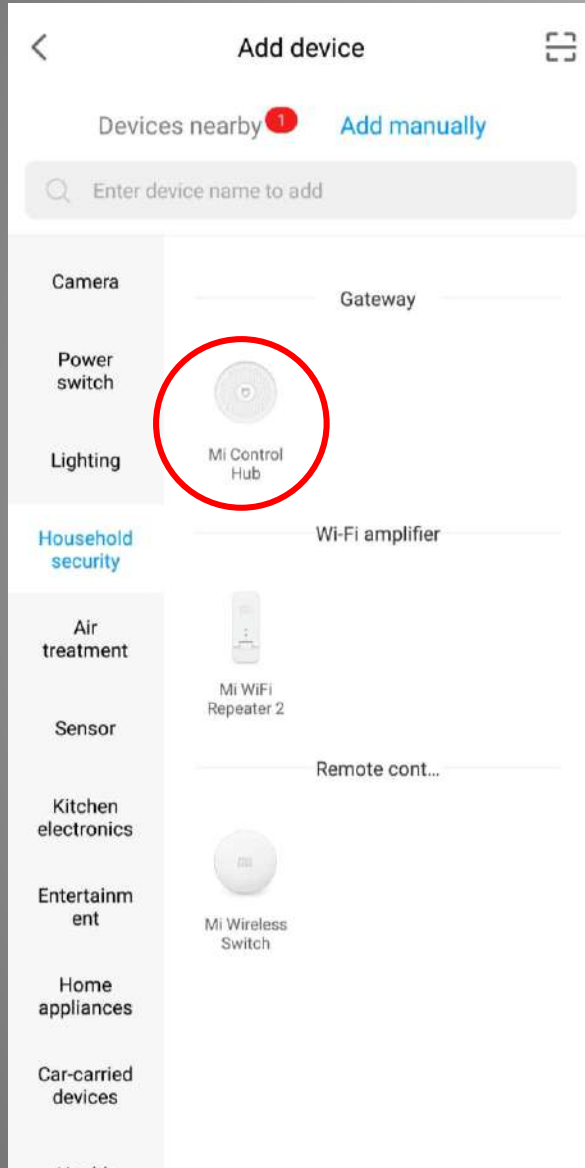 Add device
Devices nearby 1 Add manually
Enter device name to add
Camera
Power
switch
Lighting
Household
security
Air
treatment
Sensor
Kitchen
electronics
Entertainm
ent
Home
appliances
Car-carried
devices
Gateway
Mi Control
Hub
Wi-Fi amplifier
Mi WiFi
Repeater 2
Remote cont...
Mi Wireless
Switch